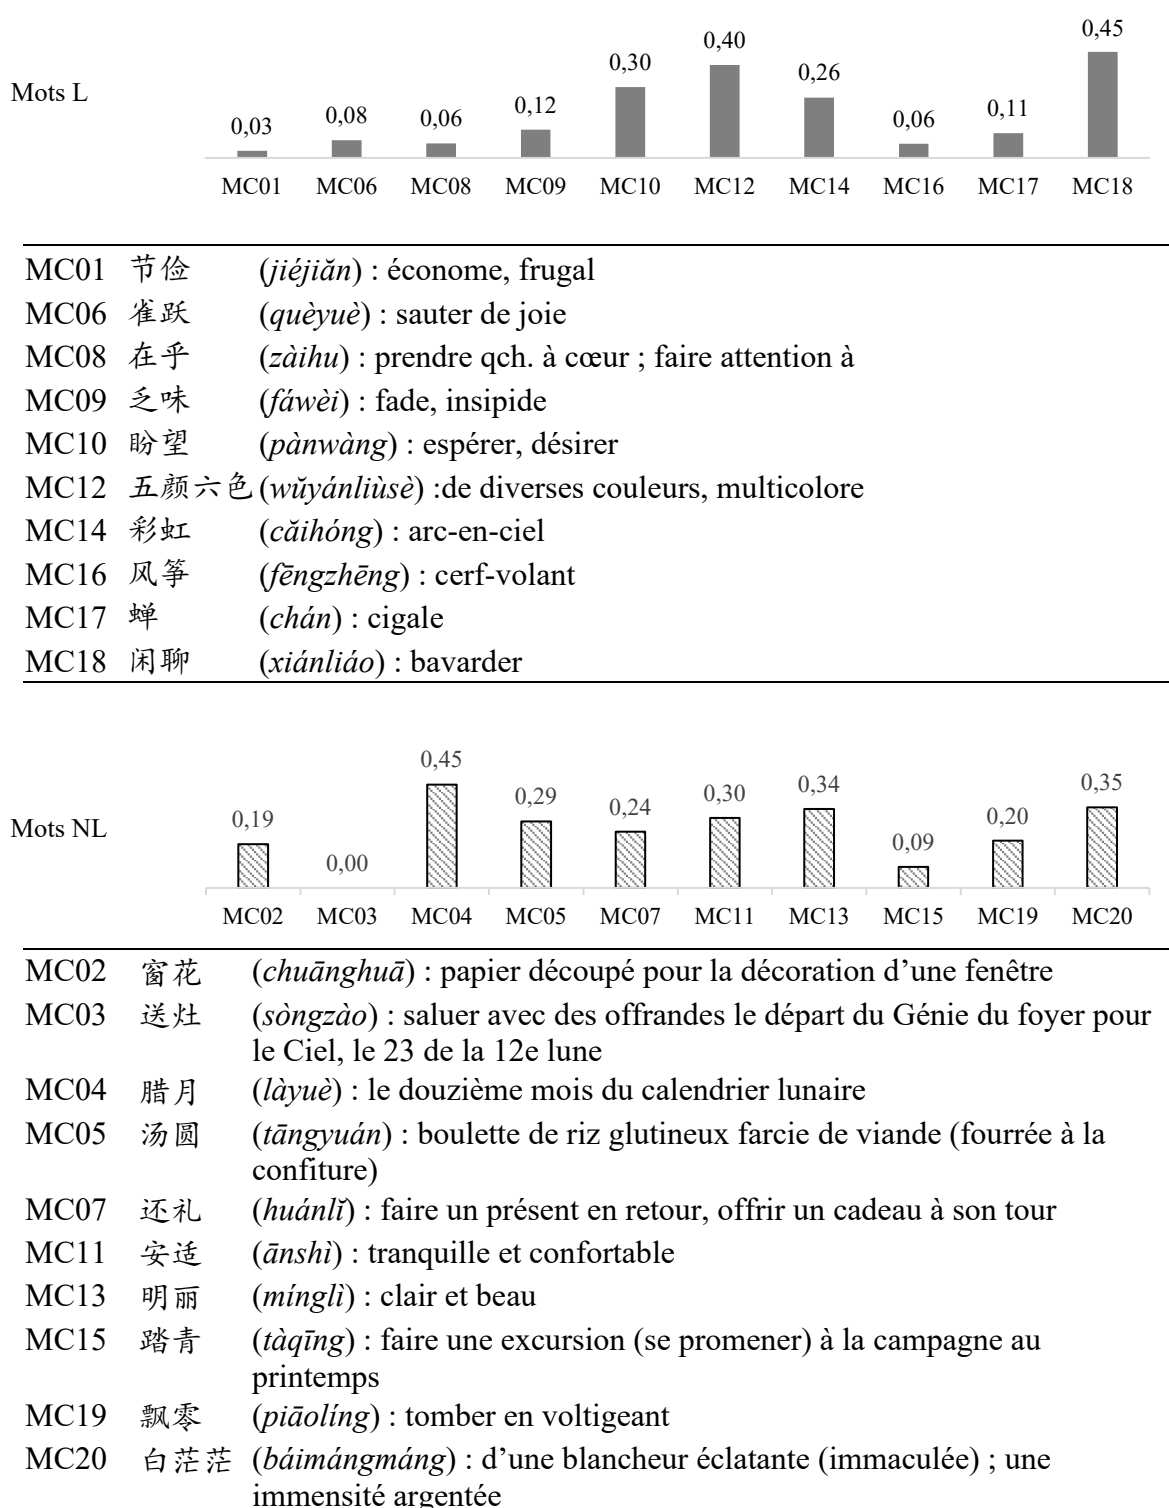 0,03 0,08 0,06 0,12 0,30 0,40 0,26 0,06 0,11 0,45
Mots L
MC01 MC06 MC08 MC09 MC10 MC12 MC14 MC16 MC17 MC18
MC01 节俭 (jiéjiǎn) : économe, frugal
MC06 雀跃 (quèyuè) : sauter de joie
MC08 在乎 (zàihu) : prendre qch. à cœur ; faire attention à
MC09 乏味 (fáwèi) : fade, insipide
MC10 盼望 (pànwàng) : espérer, désirer
MC12 五颜六色 (wǔyánliùsè) :de diverses couleurs, multicolore
MC14 彩虹 (cǎihóng) : arc-en-ciel
MC16 风筝 (fēngzhēng) : cerf-volant
MC17 蝉 (chán) : cigale
MC18 闲聊 (xiánliáo) : bavarder
0,19 0,00 0,45 0,29 0,24 0,30 0,34 0,09 0,20 0,35
Mots NL
MC02 MC03 MC04 MC05 MC07 MC11 MC13 MC15 MC19 MC20
MC02 窗花 (chuānghuā) : papier découpé pour la décoration d’une fenêtre
MC03 送灶 (sòngzào) : saluer avec des offrandes le départ du Génie du foyer pour
le Ciel, le 23 de la 12e lune
MC04 腊月 (làyuè) : le douzième mois du calendrier lunaire
MC05 汤圆 (tāngyuán) : boulette de riz glutineux farcie de viande (fourrée à la
confiture)
MC07 还礼 (huánlǐ) : faire un présent en retour, offrir un cadeau à son tour
MC11 安适 (ānshì) : tranquille et confortable
MC13 明丽 (mínglì) : clair et beau
MC15 踏青 (tàqīng) : faire une excursion (se promener) à la campagne au
printemps
MC19 飘零 (piāolíng) : tomber en voltigeant
MC20 白茫茫 (báimángmáng) : d’une blancheur éclatante (immaculée) ; une
immensité argentée